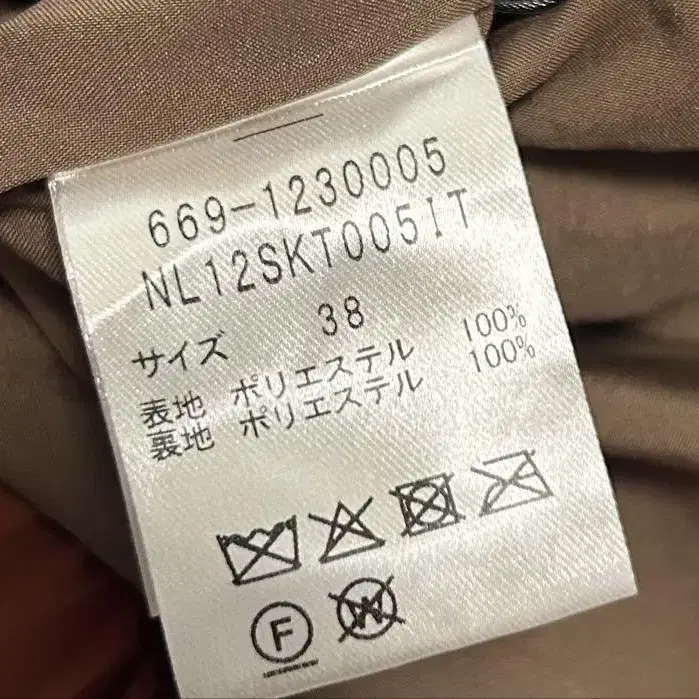 669-1230005
NL12SKT005IT
サイズ 38
表地 ポリエステル 100%
裏地 ポリエステル 100%
F
W